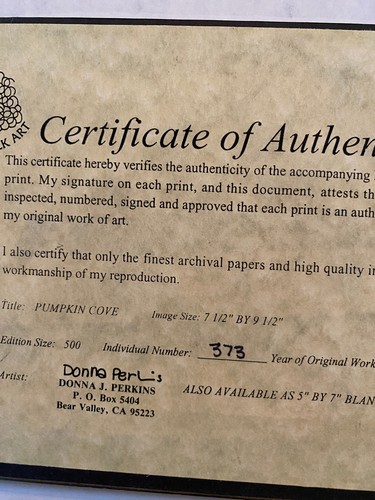 K ART
Certificate of Authen
This certificate hereby verifies the authenticity of the accompanying
print. My signature on each print, and this document, attests th
inspected, numbered, signed and approved that each print is an auth
my original work of art.
I also certify that only the finest archival papers and high quality in
workmanship of my reproduction.
Title: PUMPKIN COVE Image Size: 7 1/2" BY 9 1/2"
Edition Size: 500 Individual Number: 373 Year of Original Work
Artist: Donna Perkis
DONNA J. PERKINS ALSO AVAILABLE AS 5" BY 7" BLAN
P. O. Box 5404
Bear Valley, CA 95223